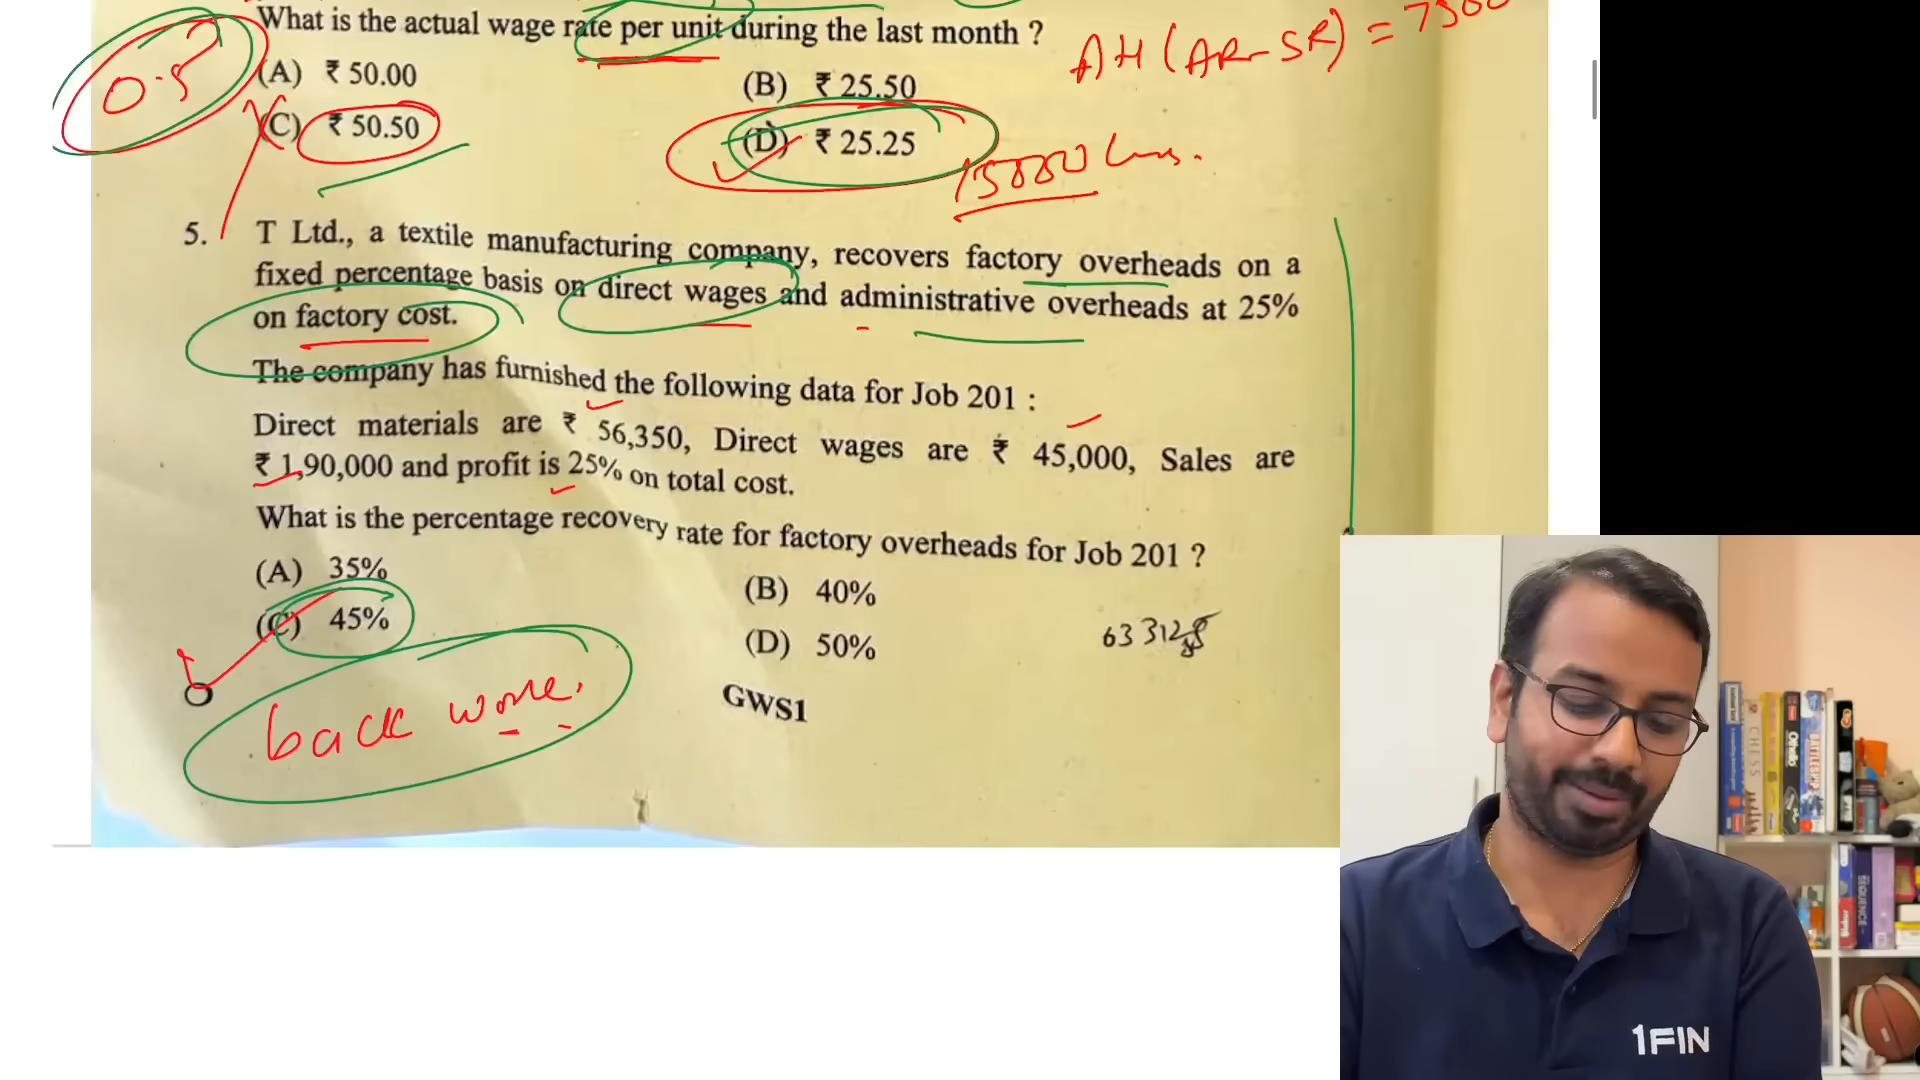 What is the actual wage rate per unit during the last month ?
AH (AR - SR) = 7500
0.5
(A) ₹ 50.00
(B) ₹ 25.50
(C) ₹ 50.50
(D) ₹ 25.25
15000 hrs.
5. T Ltd., a textile manufacturing company, recovers factory overheads on a
fixed percentage basis on direct wages and administrative overheads at 25%
on factory cost.
The company has furnished the following data for Job 201 :
Direct materials are ₹ 56,350, Direct wages are ₹ 45,000, Sales are
₹ 1,90,000 and profit is 25% on total cost.
What is the percentage recovery rate for factory overheads for Job 201 ?
(A) 35%
(B) 40%
(C) 45%
(D) 50%
back
GWS1
CHESS
Othello
SEQUENCE
1FIN